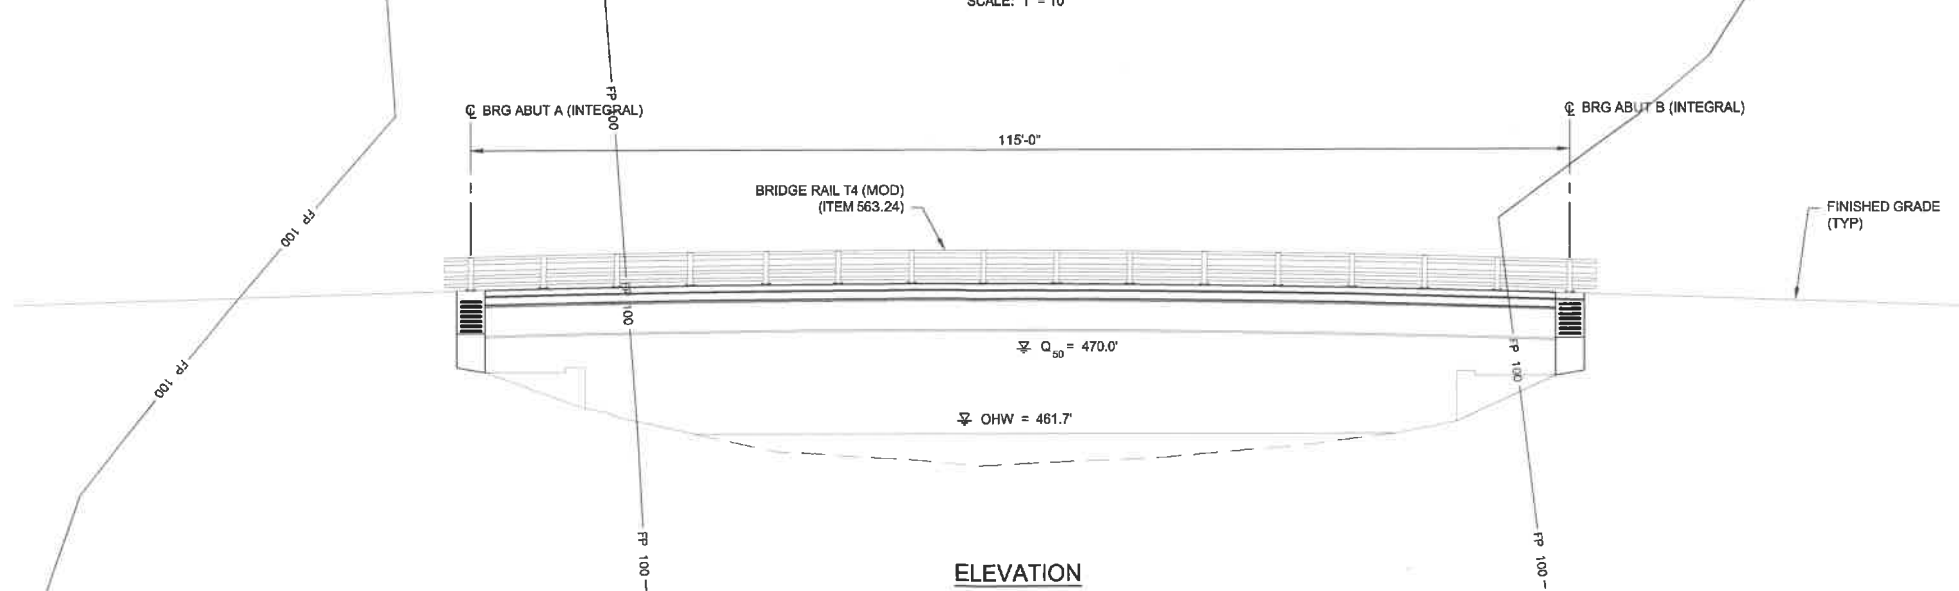 SCALE: 1" = 10'
℄ BRG ABUT A (INTEGRAL)
FP 100
℄ BRG ABUT B (INTEGRAL)
115'-0"
BRIDGE RAIL T4 (MOD)
(ITEM 563.24)
FINISHED GRADE
(TYP)
FP 100
FP 100
Q50 = 470.0'
FP 100
FP 100
OHW = 461.7'
FP 100
FP 100
ELEVATION